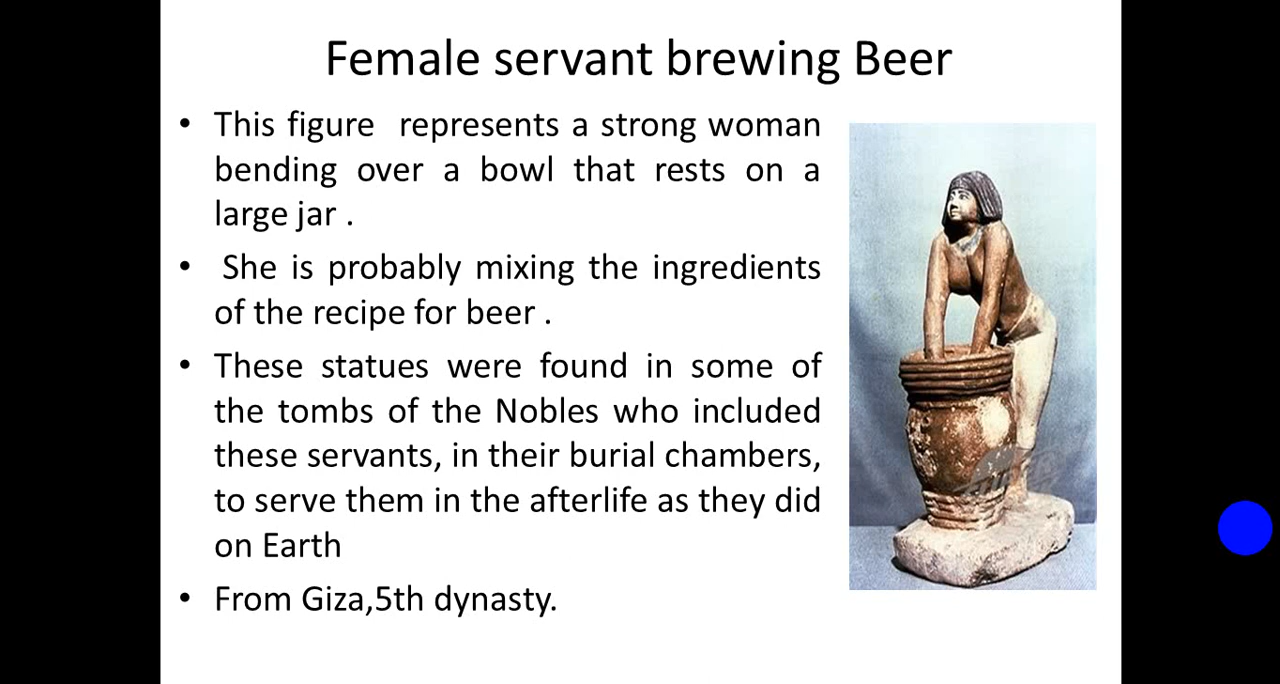 Female servant brewing Beer
• This figure represents a strong woman
bending over a bowl that rests on a
large jar .
• She is probably mixing the ingredients
of the recipe for beer .
• These statues were found in some of
the tombs of the Nobles who included
these servants, in their burial chambers,
to serve them in the afterlife as they did
on Earth
• From Giza,5th dynasty.